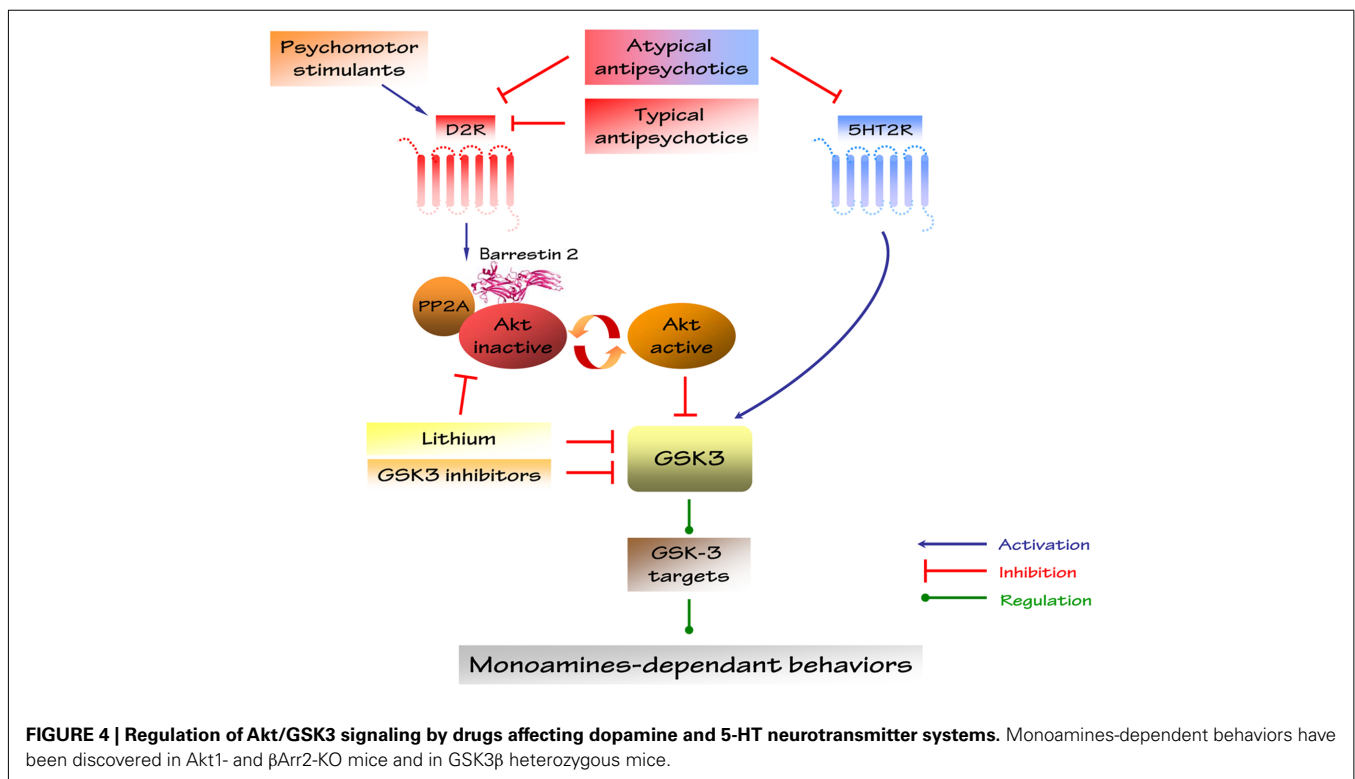 Psychomotor
stimulants
Atypical
antipsychotics
Typical
antipsychotics
D2R
5HT2R
Barrestin 2
PP2A
Akt
inactive
Akt
active
Lithium
GSK3 inhibitors
GSK3
GSK-3
targets
Activation
Inhibition
Regulation
Monoamines-dependant behaviors
FIGURE 4 | Regulation of Akt/GSK3 signaling by drugs affecting dopamine and 5-HT neurotransmitter systems. Monoamines-dependent behaviors have
been discovered in Akt1- and βArr2-KO mice and in GSK3β heterozygous mice.